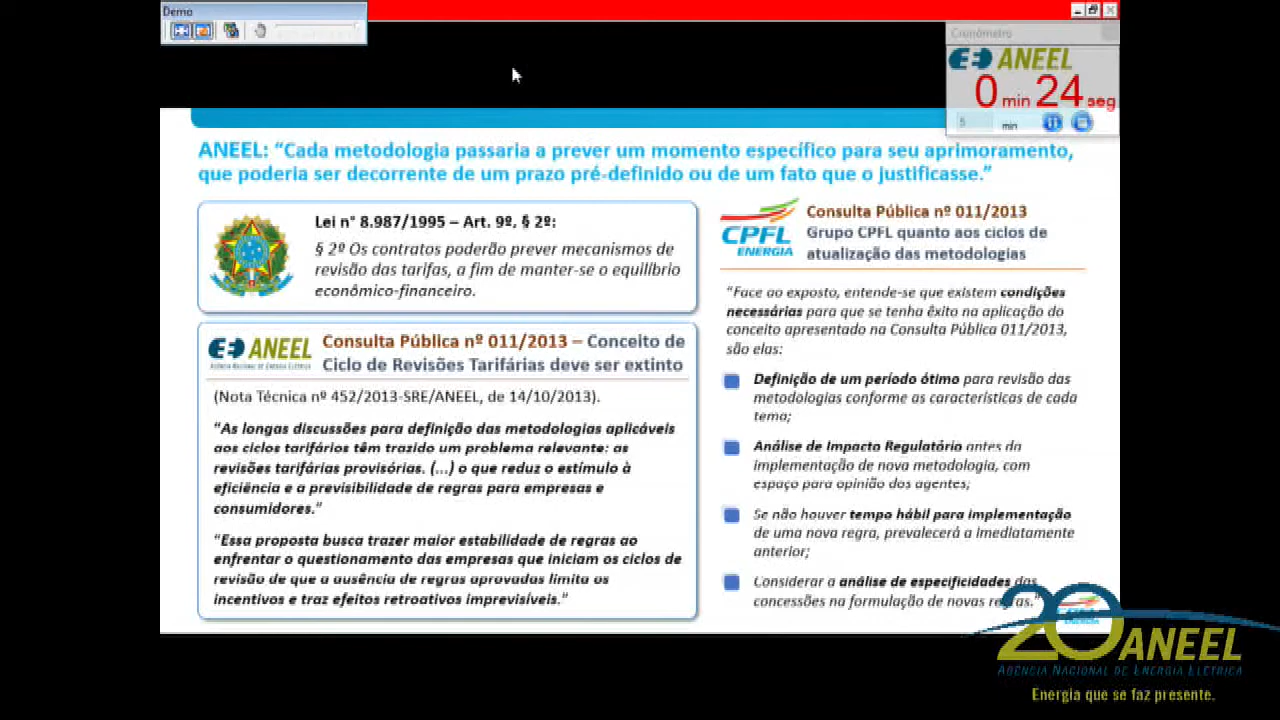 Demo
Cronômetro
ANEEL
0 min 24 seg
5 min
ANEEL: “Cada metodologia passaria a prever um momento específico para seu aprimoramento,
que poderia ser decorrente de um prazo pré-definido ou de um fato que o justificasse.”
Lei n° 8.987/1995 – Art. 9º, § 2º:
§ 2º Os contratos poderão prever mecanismos de
revisão das tarifas, a fim de manter-se o equilíbrio
econômico-financeiro.
ANEEL
AGÊNCIA NACIONAL DE ENERGIA ELÉTRICA
Consulta Pública nº 011/2013 – Conceito de
Ciclo de Revisões Tarifárias deve ser extinto
(Nota Técnica nº 452/2013-SRE/ANEEL, de 14/10/2013).
“As longas discussões para definição das metodologias aplicáveis
aos ciclos tarifários têm trazido um problema relevante: as
revisões tarifárias provisórias. (...) o que reduz o estímulo à
eficiência e a previsibilidade de regras para empresas e
consumidores.”
“Essa proposta busca trazer maior estabilidade de regras ao
enfrentar o questionamento das empresas que iniciam os ciclos de
revisão de que a ausência de regras aprovadas limita os
incentivos e traz efeitos retroativos imprevisíveis.”
CPFL
ENERGIA
Consulta Pública nº 011/2013
Grupo CPFL quanto aos ciclos de
atualização das metodologias
“Face ao exposto, entende-se que existem condições
necessárias para que se tenha êxito na aplicação do
conceito apresentado na Consulta Pública 011/2013,
são elas:
Definição de um período ótimo para revisão das
metodologias conforme as características de cada
tema;
Análise de Impacto Regulatório antes da
implementação de nova metodologia, com
espaço para opinião dos agentes;
Se não houver tempo hábil para implementação
de uma nova regra, prevalecerá a imediatamente
anterior;
Considerar a análise de especificidades das
concessões na formulação de novas regras.”
20 ANEEL
AGÊNCIA NACIONAL DE ENERGIA ELÉTRICA
Energia que se faz presente.